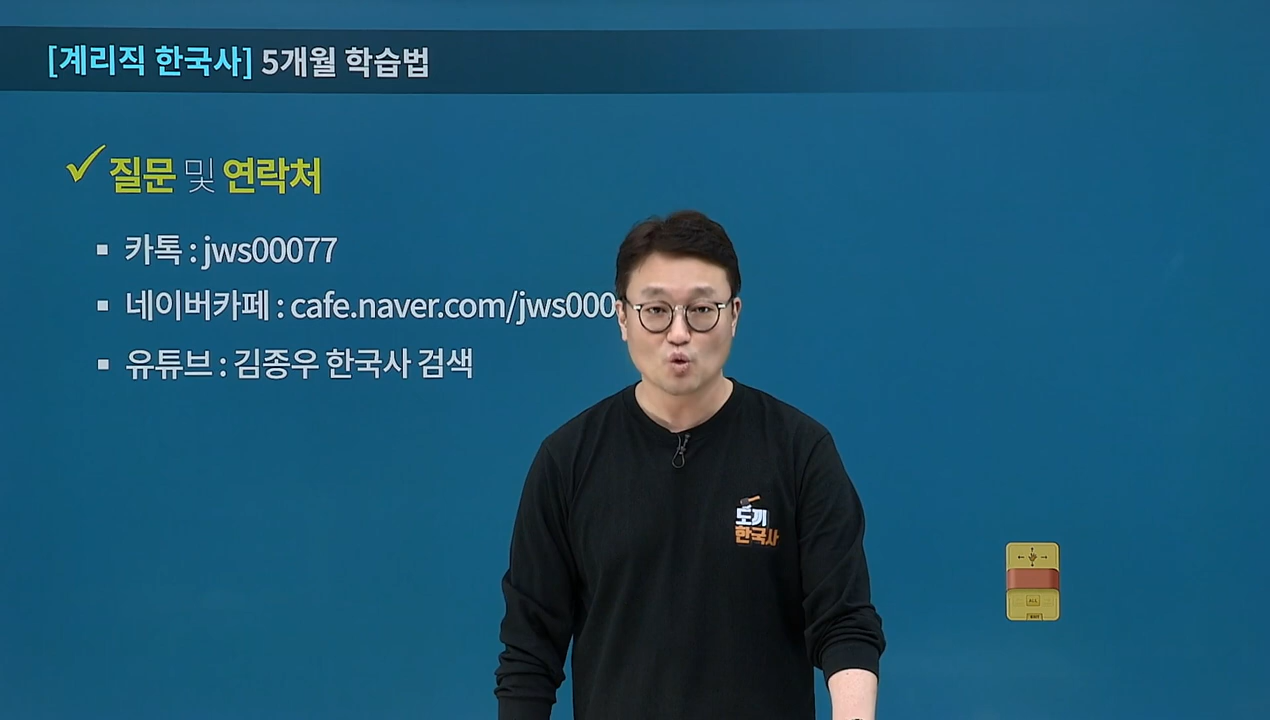 [계리직 한국사] 5개월 학습법
질문 및 연락처
카톡 : jws00077
네이버카페 : cafe.naver.com/jws000
유튜브 : 김종우 한국사 검색
도끼
한국사
ALL